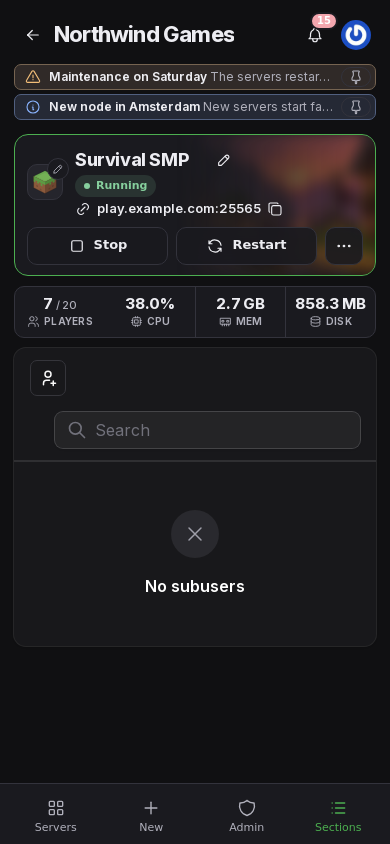 Northwind Games
15
Maintenance on Saturday The servers restar...
New node in Amsterdam New servers start fa...
Survival SMP
Running
play.example.com:25565
Stop
Restart
7 / 20
PLAYERS
38.0%
CPU
2.7 GB
MEM
858.3 MB
DISK
Search
No subusers
Servers
New
Admin
Sections